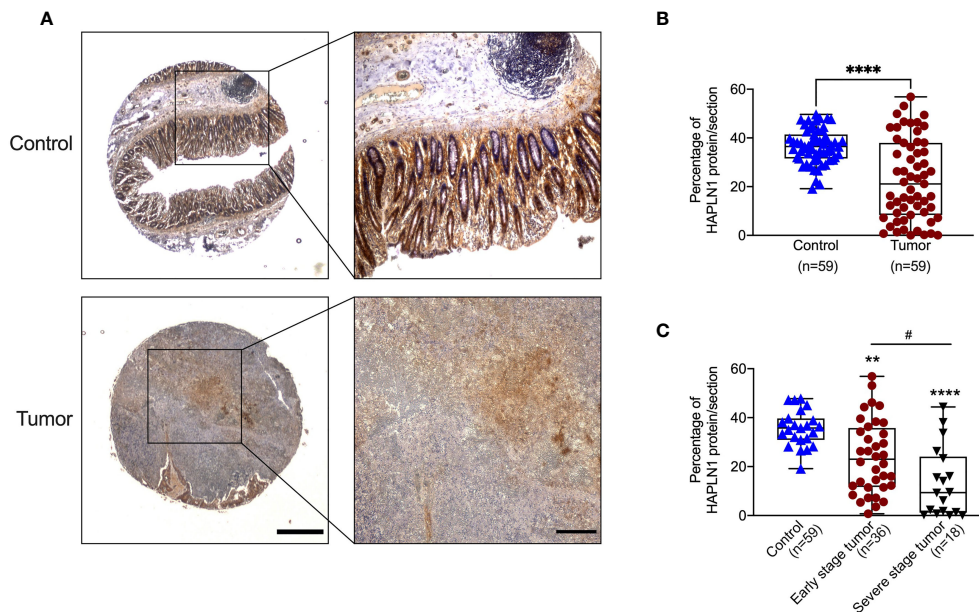 A
Control
Tumor
B
****
Percentage of
HAPLN1 protein/section
60
40
20
0
Control
(n=59)
Tumor
(n=59)
C
#
**
****
Percentage of
HAPLN1 protein/section
60
40
20
0
Control
(n=59)
Early stage tumor
(n=36)
Severe stage tumor
(n=18)